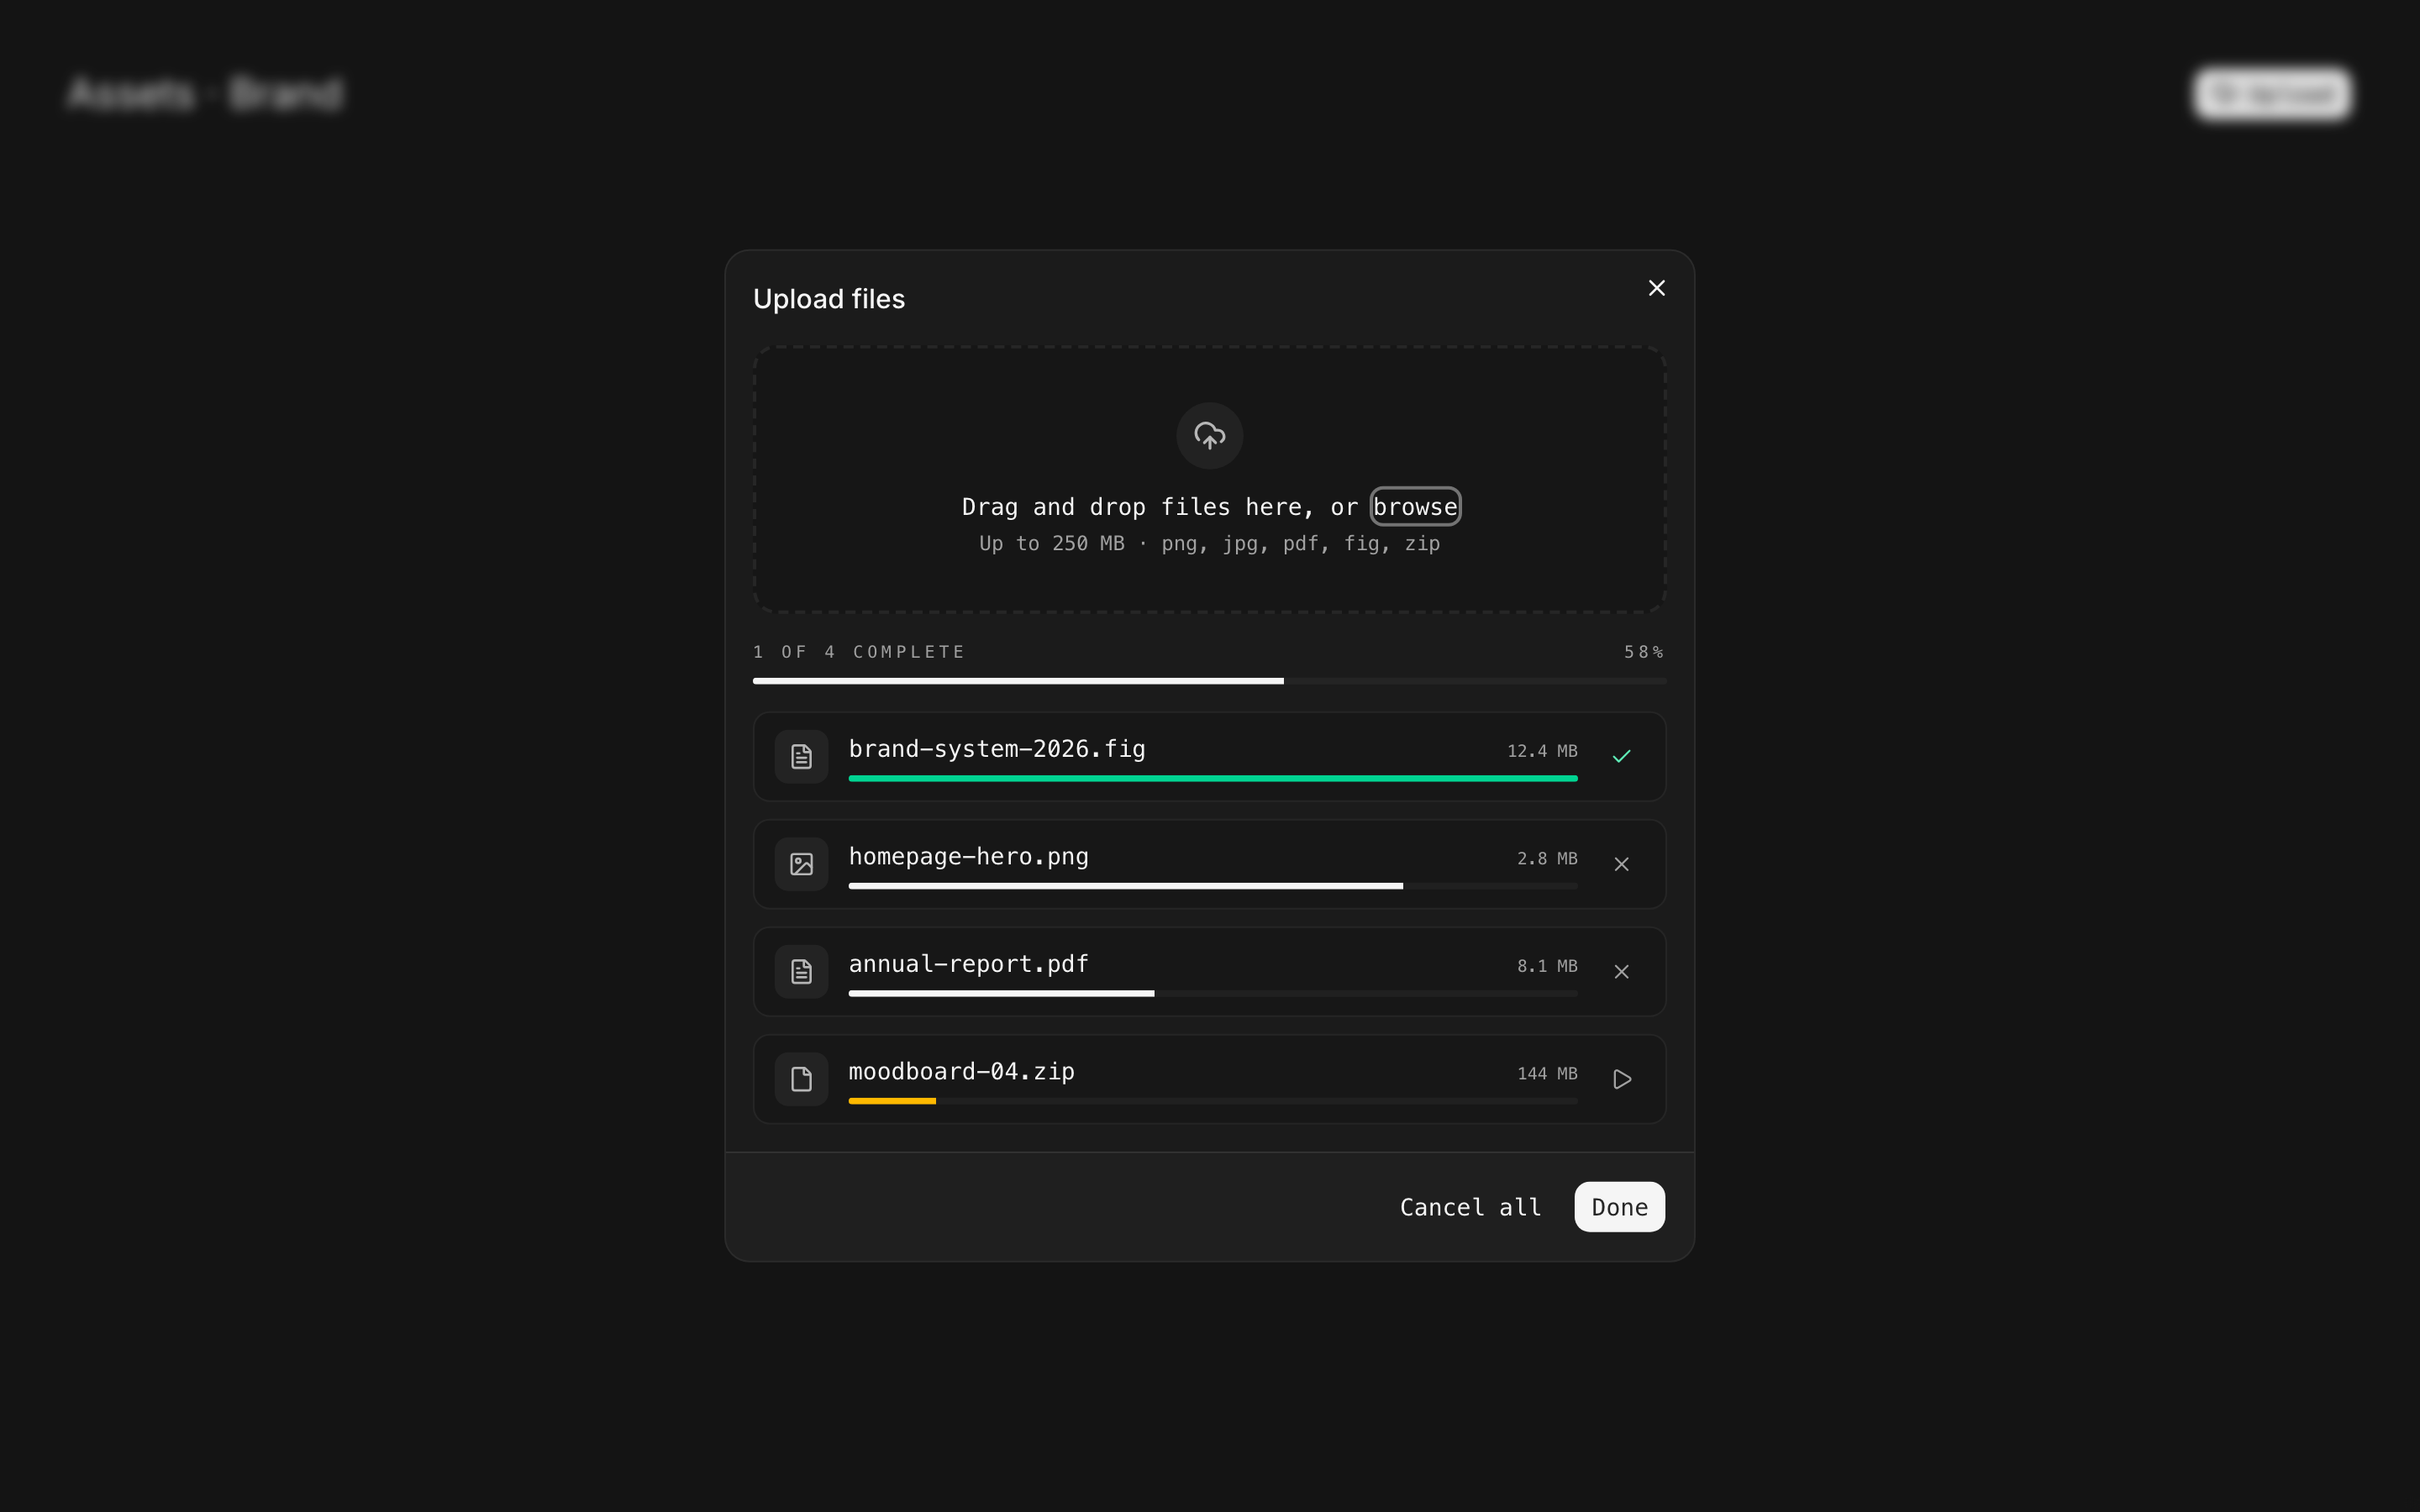 Assets · Brand
Upload files
Drag and drop files here, or browse
Up to 250 MB · png, jpg, pdf, fig, zip
1 OF 4 COMPLETE 58%
brand-system-2026.fig 12.4 MB
homepage-hero.png 2.8 MB
annual-report.pdf 8.1 MB
moodboard-04.zip 144 MB
Cancel all Done